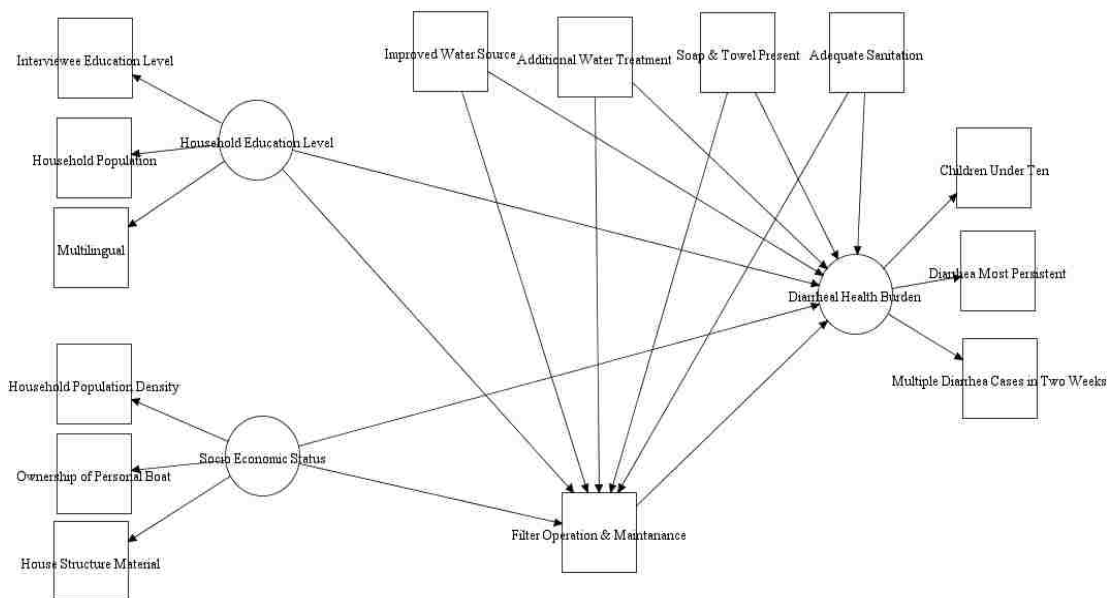 Interviewee Education Level
Improved Water Source
Additional Water Treatment
Soap & Towel Present
Adequate Sanitation
Household Education Level
Household Population
Multilingual
Children Under Ten
Diarrhea Most Persistent
Diarrheal Health Burden
Multiple Diarrhea Cases in Two Weeks
Household Population Density
Socio Economic Status
Ownership of Personal Boat
House Structure Material
Filter Operation & Maintanance